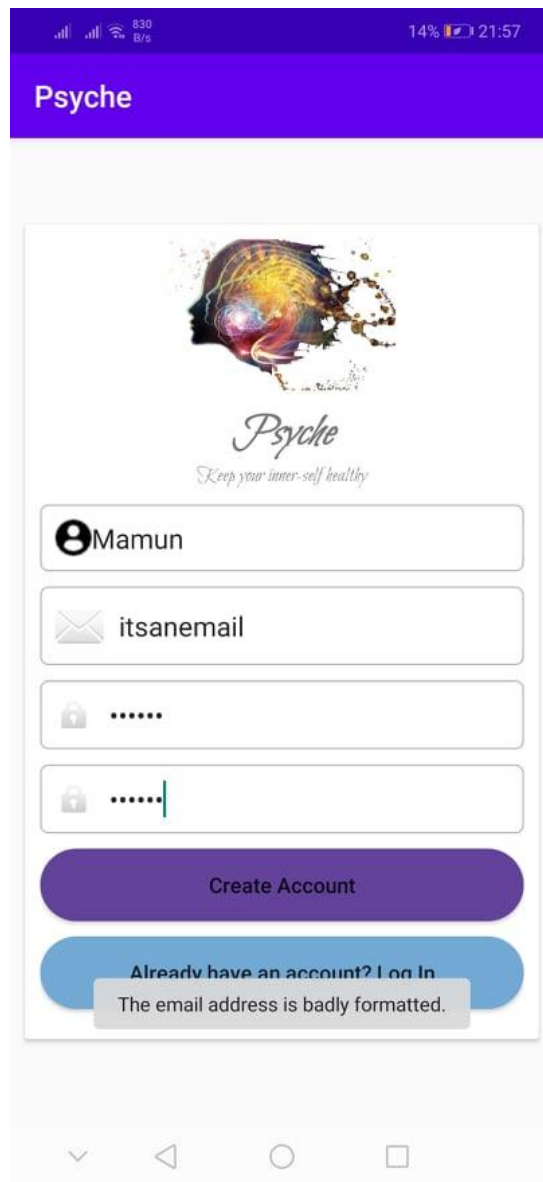 830
B/s
14% 21:57
Psyche
Psyche
Keep your inner-self healthy
Mamun
itsanemail
••••••
••••••
Create Account
Already have an account? Log In
The email address is badly formatted.